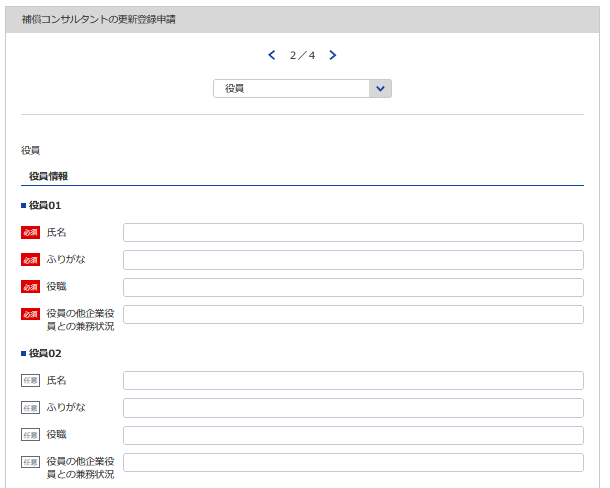 補償コンサルタントの更新登録申請
2／4
役員
役員
役員情報
役員01
必須 氏名
必須 ふりがな
必須 役職
必須 役員の他企業役
員との兼務状況
役員02
任意 氏名
任意 ふりがな
任意 役職
任意 役員の他企業役
員との兼務状況